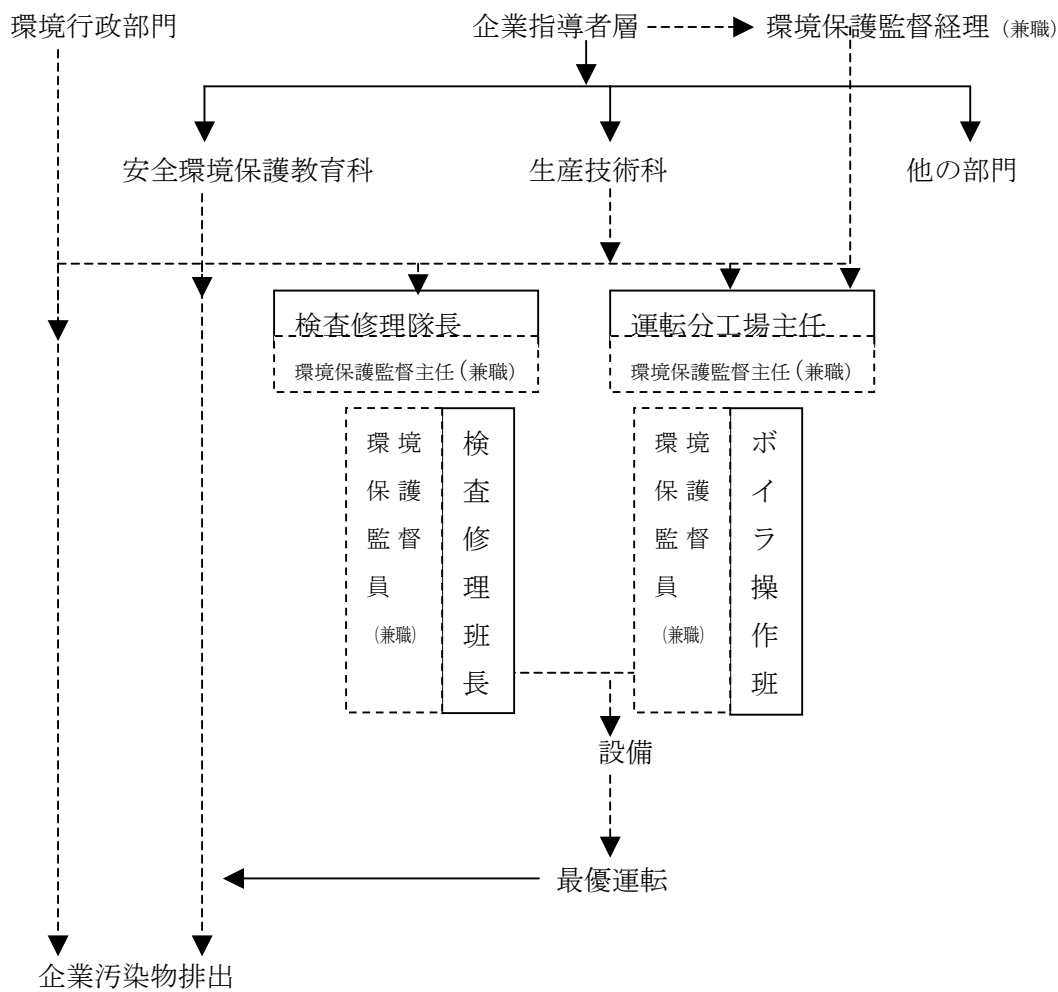 環境行政部門
企業指導者層
環境保護監督経理 (兼職)
安全環境保護教育科
生産技術科
他の部門
検査修理隊長
環境保護監督主任(兼職)
運転分工場主任
環境保護監督主任(兼職)
環境
保護
監督
員
(兼職)
検査修理班長
環境
保護
監督
員
(兼職)
ボイラ操作班
設備
最優運転
企業汚染物排出